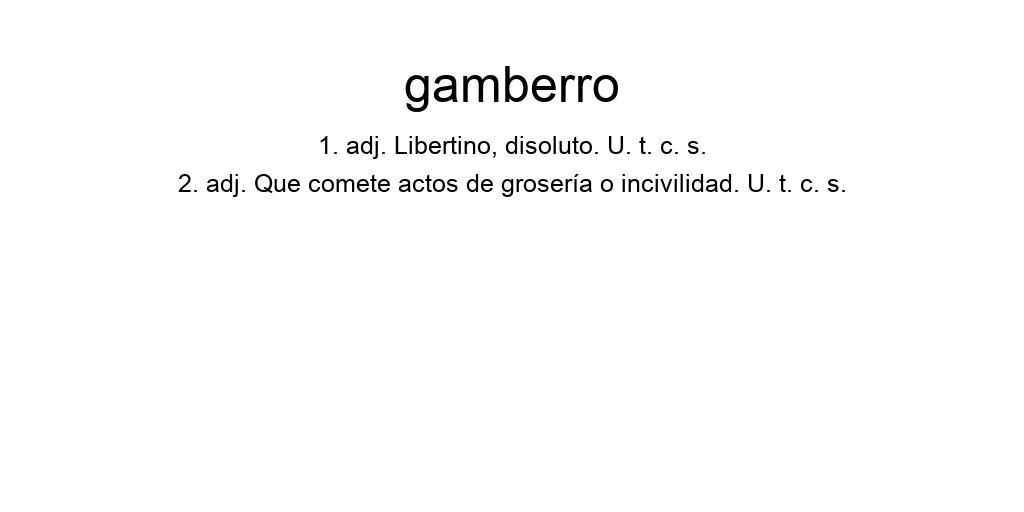 gamberro
1. adj. Libertino, disoluto. U. t. c. s.
2. adj. Que comete actos de grosería o incivilidad. U. t. c. s.